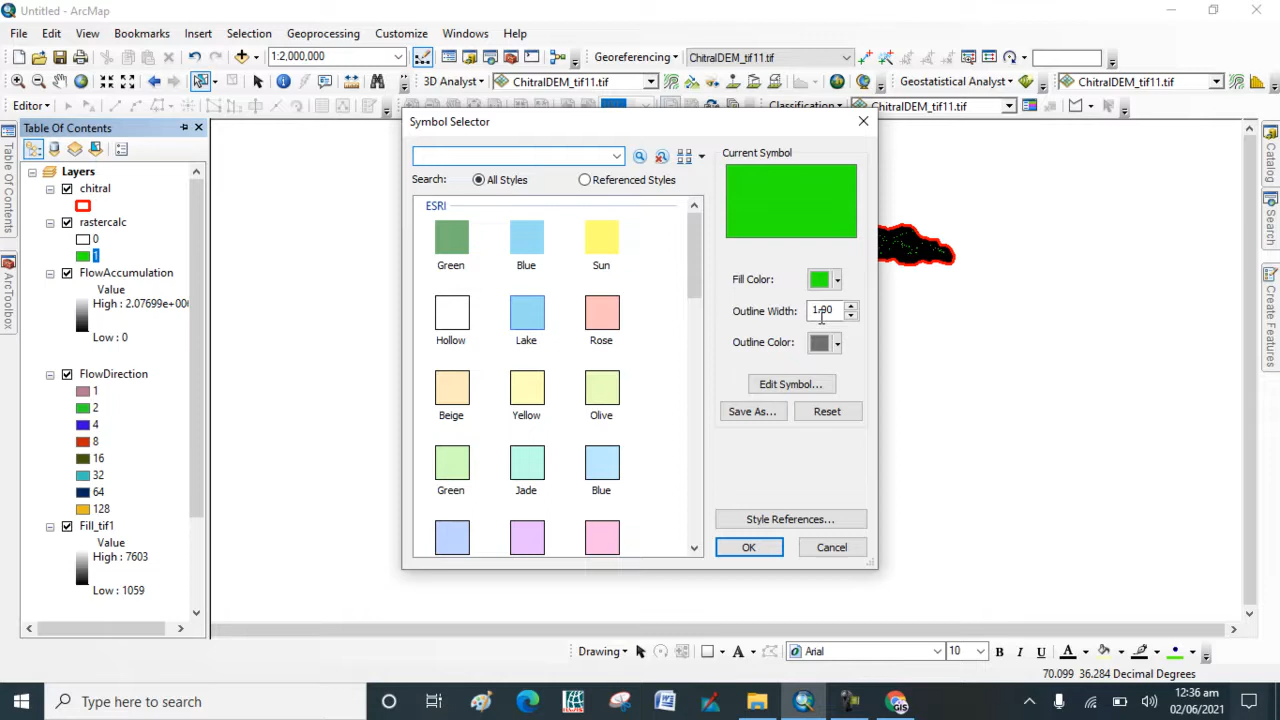 Untitled - ArcMap
File Edit View Bookmarks Insert Selection Geoprocessing Customize Windows Help
1:2,000,000 Georeferencing ChitralDEM_tif11.tif
3D Analyst ChitralDEM_tif11.tif Geostatistical Analyst ChitralDEM_tif11.tif
Editor Classification ChitralDEM_tif11.tif
Table Of Contents
Layers
chitral
rastercalc
0
1
FlowAccumulation
Value
High : 2.07699e+00
Low : 0
FlowDirection
1
2
4
8
16
32
64
128
Fill_tif1
Value
High : 7603
Low : 1059
Table Of Contents
ArcToolbox
Symbol Selector
Search: All Styles Referenced Styles
ESRI
Green Blue Sun
Hollow Lake Rose
Beige Yellow Olive
Green Jade Blue
Current Symbol
Fill Color:
Outline Width: 1.90
Outline Color:
Edit Symbol...
Save As... Reset
Style References...
OK Cancel
Catalog
Search
Create Features
Drawing Arial 10 B I U A
70.099 36.284 Decimal Degrees
Type here to search
GIS
12:36 am
02/06/2021